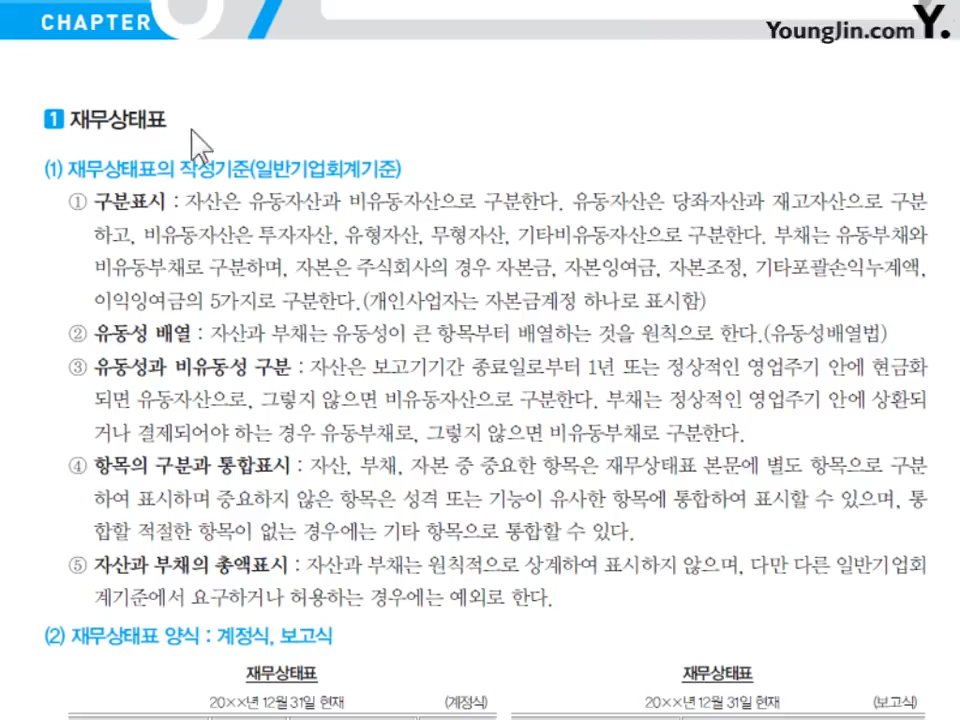 CHAPTER
YoungJin.com Y.
1 재무상태표
(1) 재무상태표의 작성기준(일반기업회계기준)
① 구분표시 : 자산은 유동자산과 비유동자산으로 구분한다. 유동자산은 당좌자산과 재고자산으로 구분
하고, 비유동자산은 투자자산, 유형자산, 무형자산, 기타비유동자산으로 구분한다. 부채는 유동부채와
비유동부채로 구분하며, 자본은 주식회사의 경우 자본금, 자본잉여금, 자본조정, 기타포괄손익누계액,
이익잉여금의 5가지로 구분한다.(개인사업자는 자본금계정 하나로 표시함)
② 유동성 배열 : 자산과 부채는 유동성이 큰 항목부터 배열하는 것을 원칙으로 한다.(유동성배열법)
③ 유동성과 비유동성 구분 : 자산은 보고기기간 종료일로부터 1년 또는 정상적인 영업주기 안에 현금화
되면 유동자산으로, 그렇지 않으면 비유동자산으로 구분한다. 부채는 정상적인 영업주기 안에 상환되
거나 결제되어야 하는 경우 유동부채로, 그렇지 않으면 비유동부채로 구분한다.
④ 항목의 구분과 통합표시 : 자산, 부채, 자본 중 중요한 항목은 재무상태표 본문에 별도 항목으로 구분
하여 표시하며 중요하지 않은 항목은 성격 또는 기능이 유사한 항목에 통합하여 표시할 수 있으며, 통
합할 적절한 항목이 없는 경우에는 기타 항목으로 통합할 수 있다.
⑤ 자산과 부채의 총액표시 : 자산과 부채는 원칙적으로 상계하여 표시하지 않으며, 다만 다른 일반기업회
계기준에서 요구하거나 허용하는 경우에는 예외로 한다.
(2) 재무상태표 양식 : 계정식, 보고식
재무상태표 재무상태표
20××년 12월 31일 현재 (계정식) 20××년 12월 31일 현재 (보고식)